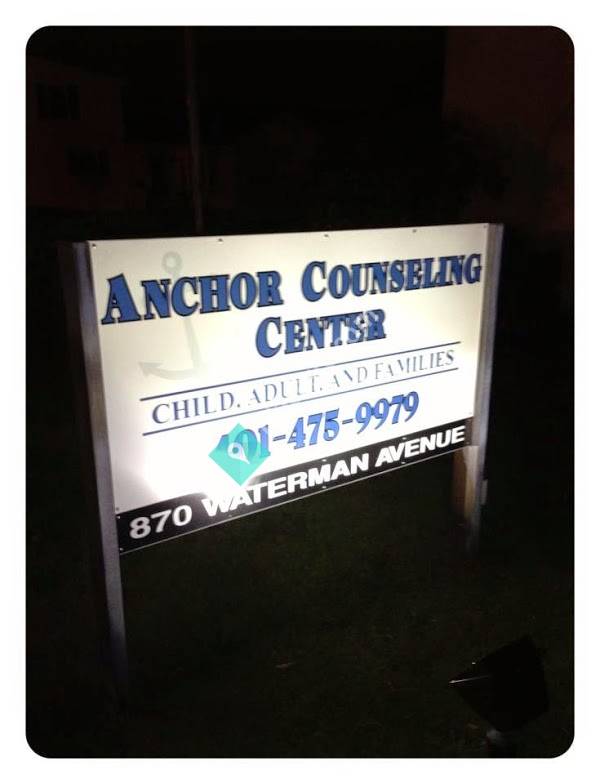 ANCHOR COUNSELING
CENTER
CHILD, ADULT, AND FAMILIES
401-475-9979
870 WATERMAN AVENUE